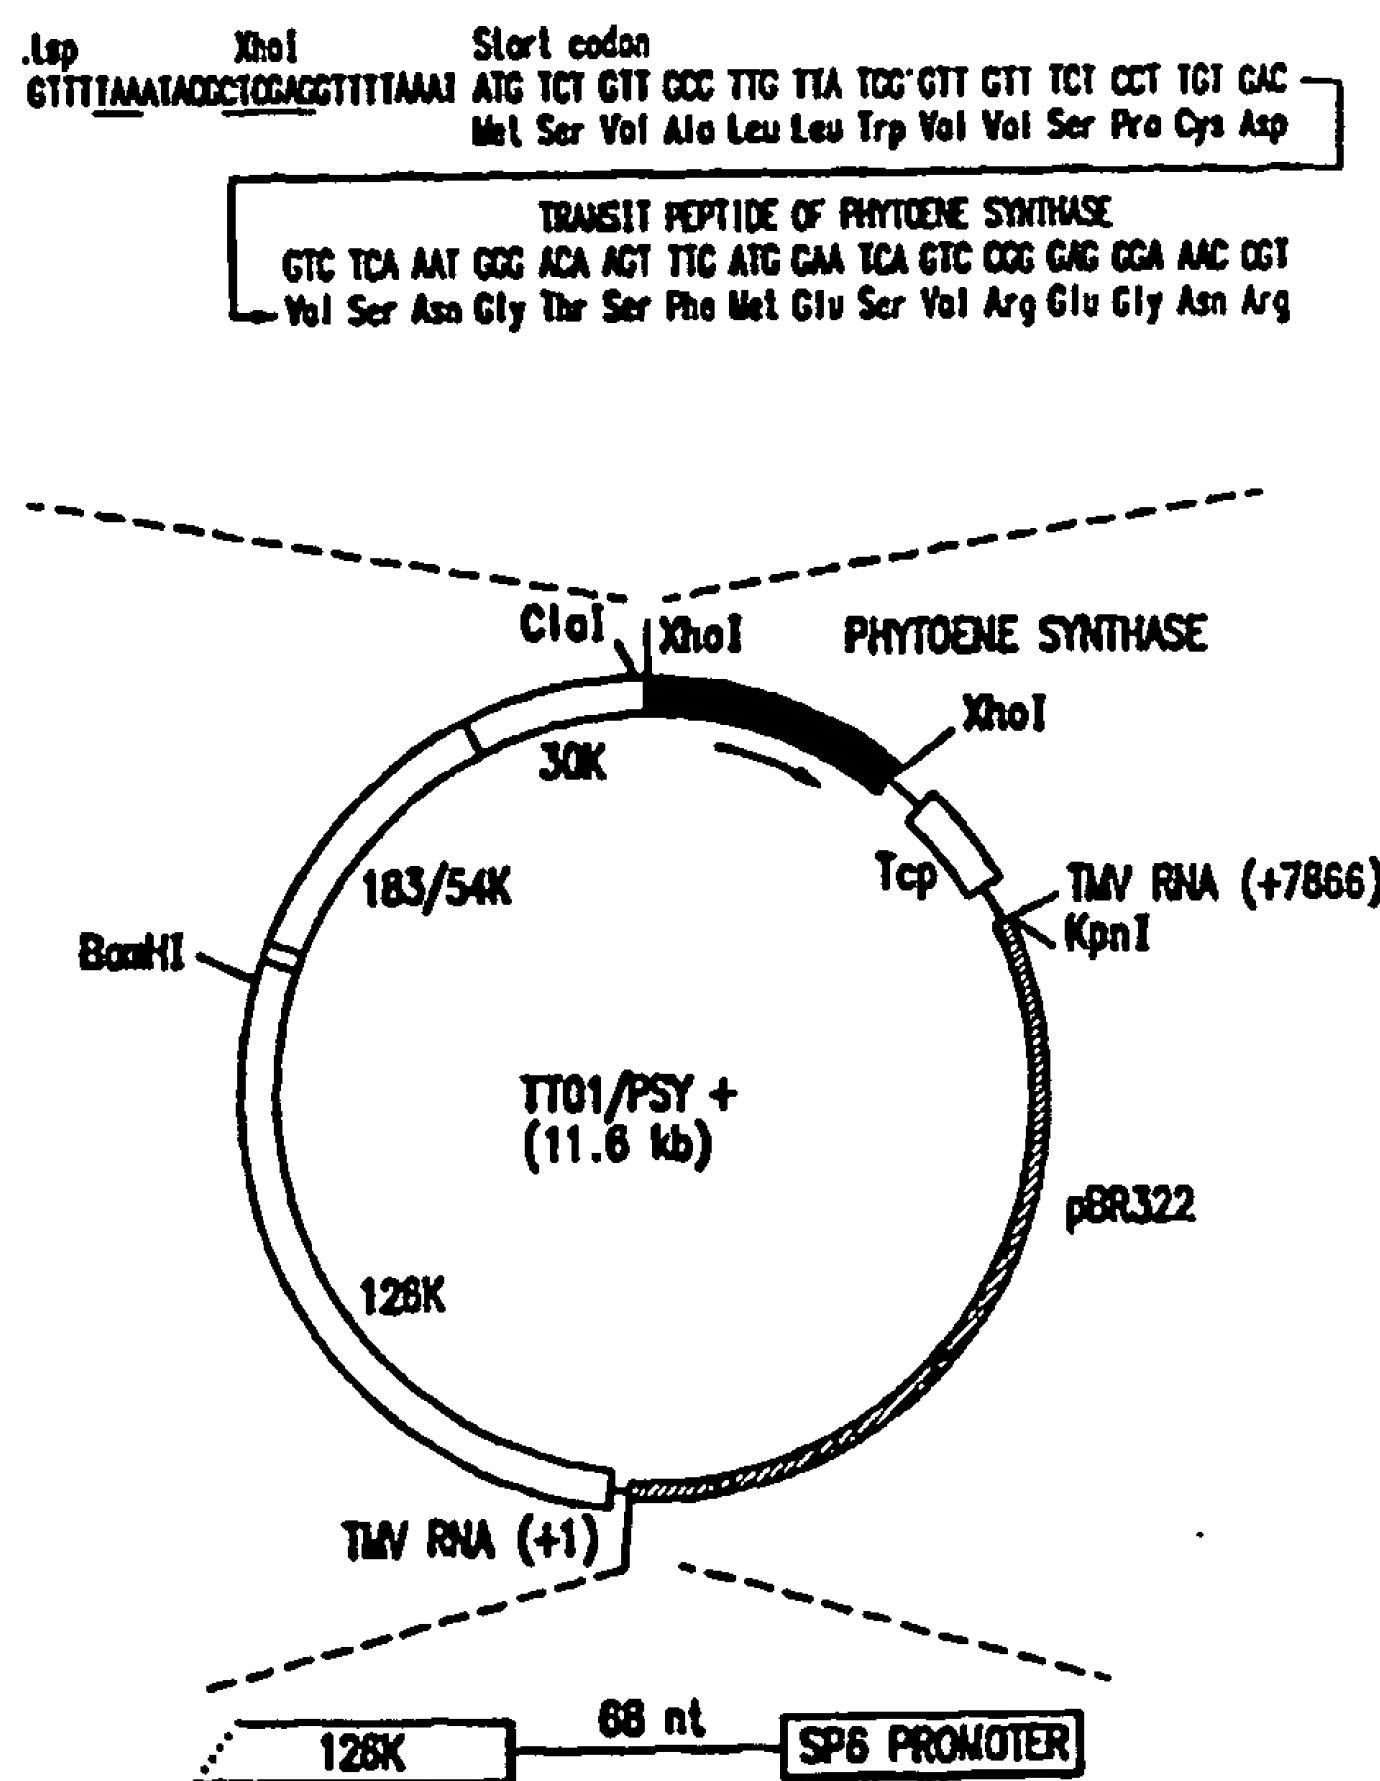 .tsp XhoI Start codon
GTTTTAAATACGCTCGAGGTTTTAAAT ATG TCT GTT GCC TTG TTA TGG GTT GTT TCT CCT TGT GAC
Met Ser Val Ala Leu Leu Trp Val Val Ser Pro Cys Asp
TRANSIT PEPTIDE OF PHYTOENE SYNTHASE
GTC TCA AAT GGG ACA AGT TTC ATG GAA TCA GTC CGG GAG GGA AAC CGT
Val Ser Asn Gly Thr Ser Phe Met Glu Ser Val Arg Glu Gly Asn Arg
ClaI XhoI PHYTOENE SYNTHASE
XhoI
30K
Tcp TMV RNA (+7866)
183/54K
KpnI
BamHI
TTO1/PSY +
(11.6 kb)
pBR322
126K
TMV RNA (+1)
68 nt
126K SP6 PROMOTER